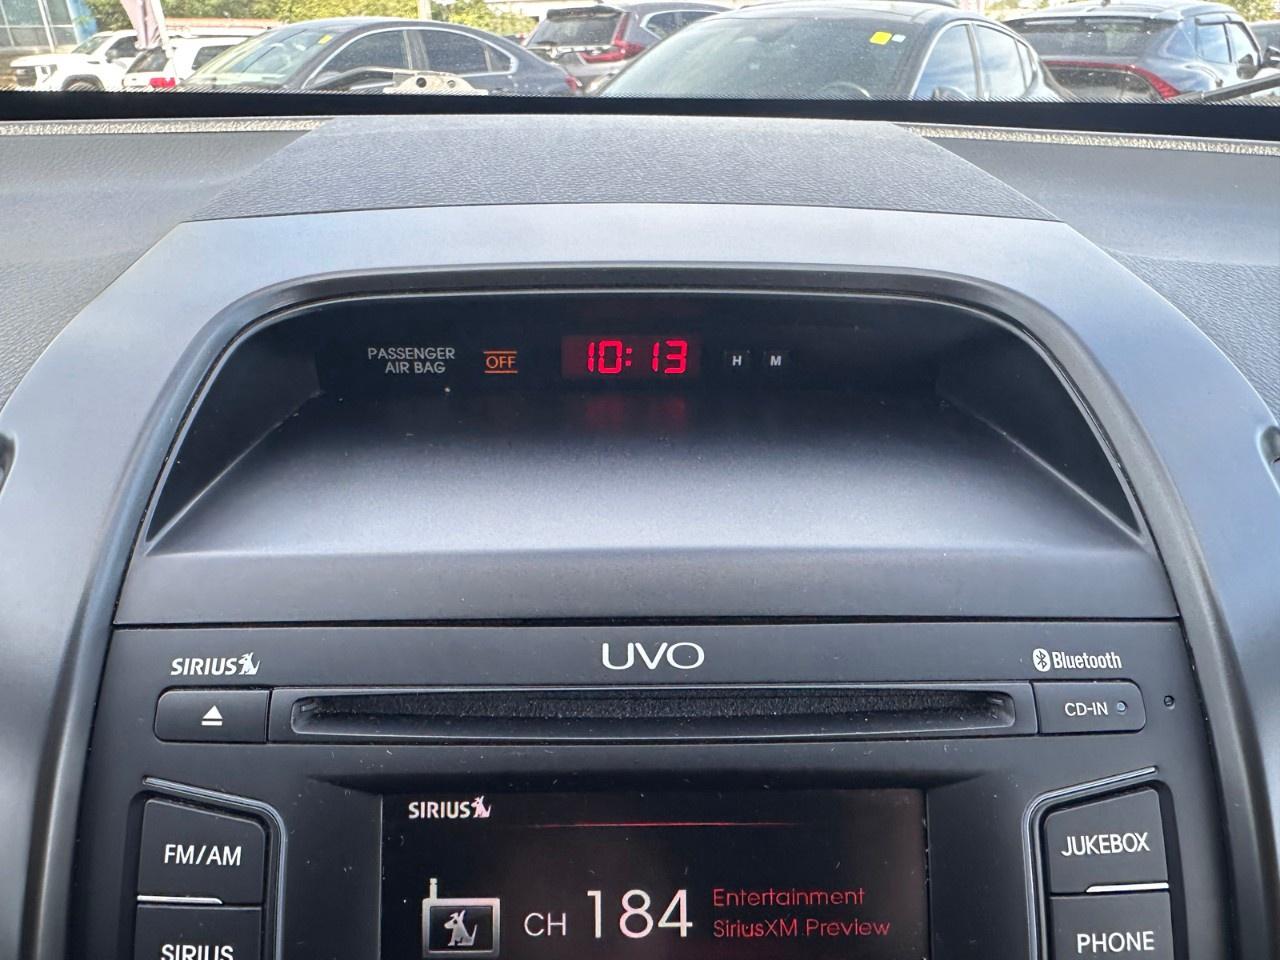 PASSENGER
AIR BAG
OFF
10:13
H
M
SIRIUS
UVO
Bluetooth
CD-IN
FM/AM
SIRIUS
SIRIUS
CH 184
Entertainment
SiriusXM Preview
JUKEBOX
PHONE